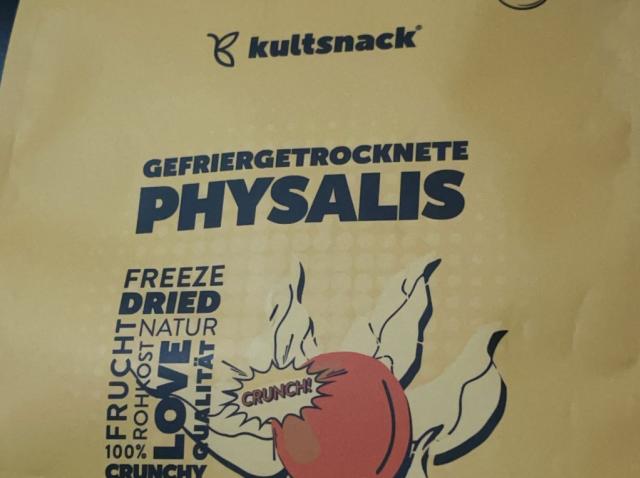 kultsnack®
GEFRIERGETROCKNETE
PHYSALIS
FREEZE
DRIED
NATUR
FRUCHT
ROHKOST
LOVE
QUALITÄT
100%
CRUNCHY
CRUNCH!